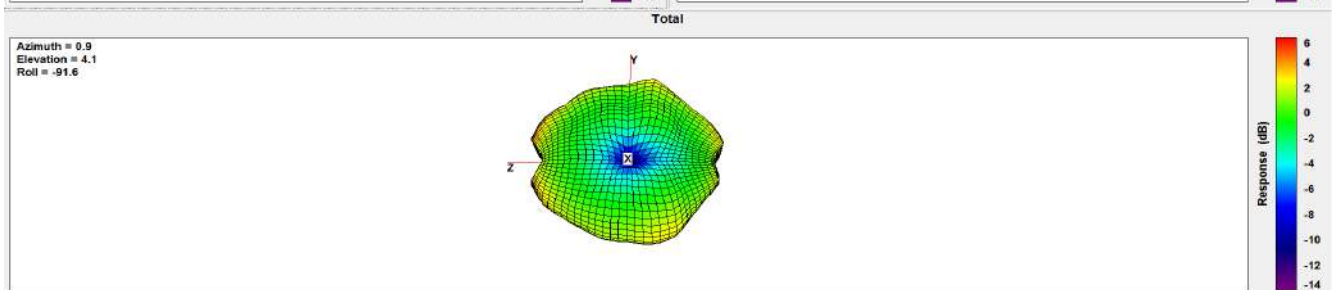 Total
Azimuth = 0.9
Elevation = 4.1
Roll = -91.6
Y
X
Z
Response (dB)
6
4
2
0
-2
-4
-6
-8
-10
-12
-14